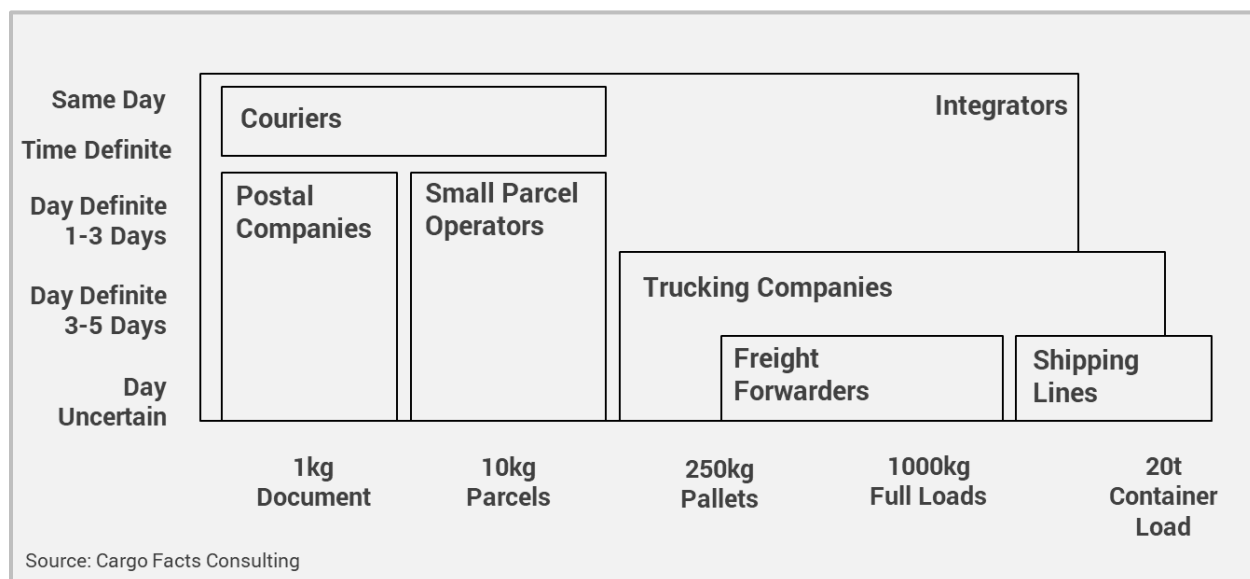 Same Day
Time Definite
Day Definite
1-3 Days
Day Definite
3-5 Days
Day
Uncertain
Couriers
Integrators
Postal
Companies
Small Parcel
Operators
Trucking Companies
Freight
Forwarders
Shipping
Lines
1kg
Document
10kg
Parcels
250kg
Pallets
1000kg
Full Loads
20t
Container
Load
Source: Cargo Facts Consulting